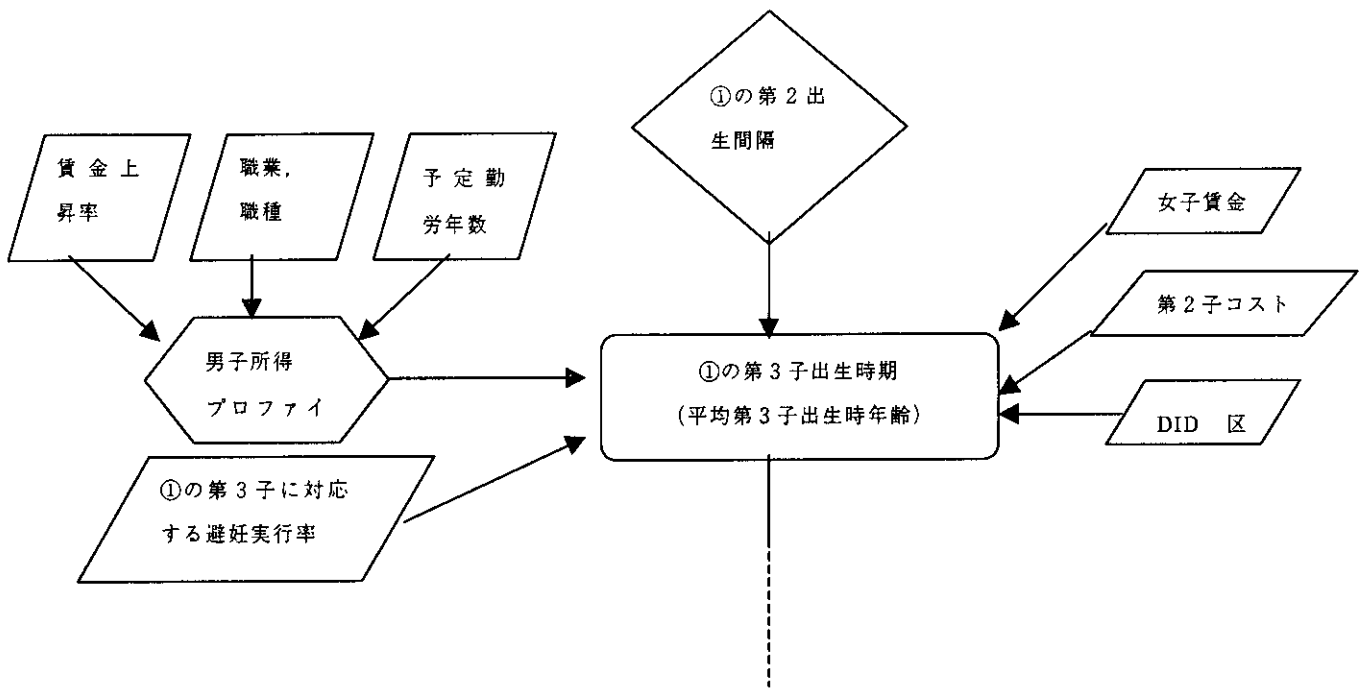 ①の第2出
生間隔
賃金上
昇率
職業，
職種
予定勤
労年数
女子賃金
第2子コスト
男子所得
プロファイ
①の第3子出生時期
(平均第3子出生時年齢)
DID 区
①の第3子に対応
する避妊実行率